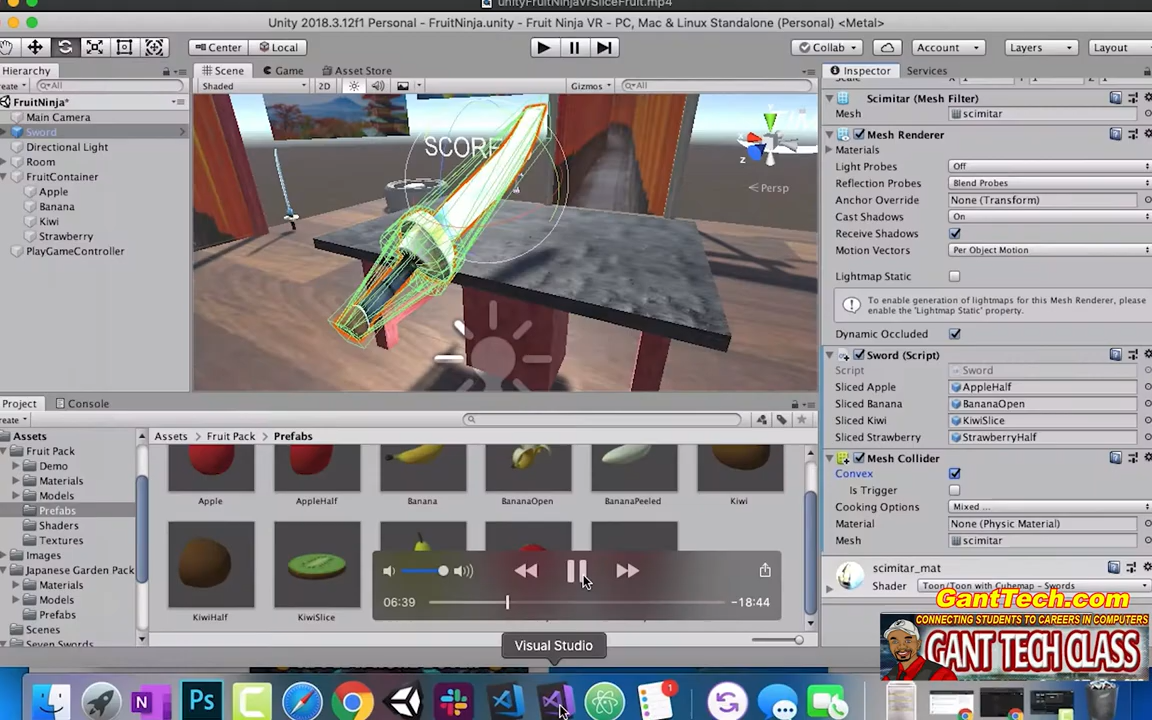 unityFruitNinjaVrSliceFruit.mp4
Unity 2018.3.12f1 Personal - FruitNinja.unity - Fruit Ninja VR - PC, Mac & Linux Standalone (Personal) <Metal>
Center
Local
Collab
Account
Layers
Layout
Hierarchy
Scene
Game
Asset Store
Inspector
Services
reate
All
Shaded
2D
Gizmos
All
FruitNinja*
Main Camera
Sword
Directional Light
Room
FruitContainer
Apple
Banana
Kiwi
Strawberry
PlayGameController
SCORE
y
z
Persp
Scimitar (Mesh Filter)
Mesh
scimitar
Mesh Renderer
Materials
Light Probes
Off
Reflection Probes
Blend Probes
Anchor Override
None (Transform)
Cast Shadows
On
Receive Shadows
Motion Vectors
Per Object Motion
Lightmap Static
To enable generation of lightmaps for this Mesh Renderer, please
enable the 'Lightmap Static' property.
Dynamic Occluded
Sword (Script)
Script
Sword
Sliced Apple
AppleHalf
Sliced Banana
BananaOpen
Sliced Kiwi
KiwiSlice
Sliced Strawberry
StrawberryHalf
Mesh Collider
Convex
Is Trigger
Cooking Options
Mixed ...
Material
None (Physic Material)
Mesh
scimitar
scimitar_mat
Shader
Toon/Toon with Cubemap - Swords
Project
Console
reate
Assets
Fruit Pack
Demo
Materials
Models
Prefabs
Shaders
Textures
Images
Japanese Garden Pack
Materials
Models
Prefabs
Scenes
Seven Swords
Assets
Fruit Pack
Prefabs
Apple
AppleHalf
Banana
BananaOpen
BananaPeeled
Kiwi
KiwiHalf
KiwiSlice
06:39
-18:44
Visual Studio
N
Ps
C
1
GantTech.com
CONNECTING STUDENTS TO CAREERS IN COMPUTERS
GANT TECH CLASS